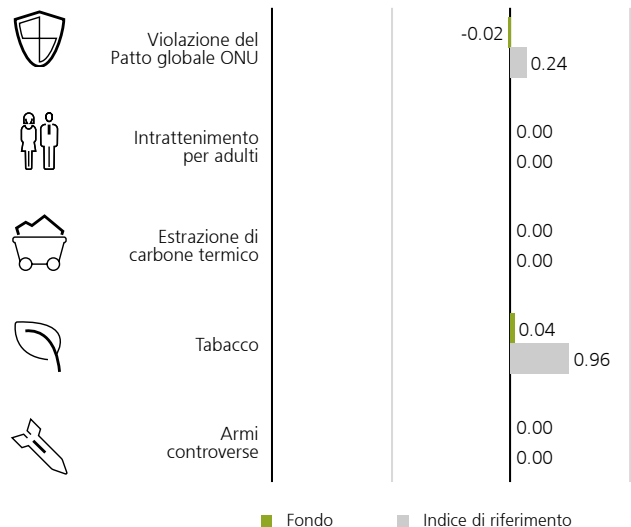 Violazione del
Patto globale ONU
-0.02
0.24
Intrattenimento
per adulti
0.00
0.00
Estrazione di
carbone termico
0.00
0.00
Tabacco
0.04
0.96
Armi
controverse
0.00
0.00
Fondo
Indice di riferimento